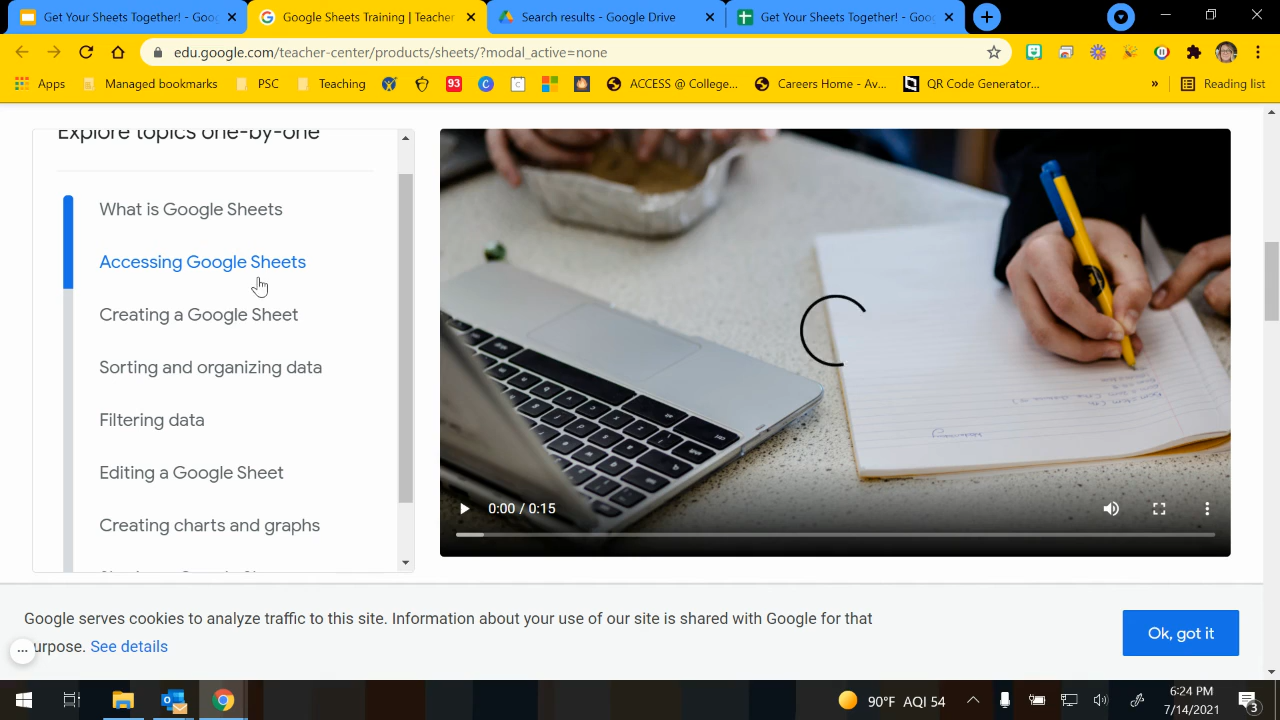 Get Your Sheets Together! - Goo
Google Sheets Training | Teacher
Search results - Google Drive
Get Your Sheets Together! - Goo
edu.google.com/teacher-center/products/sheets/?modal_active=none
Apps
Managed bookmarks
PSC
Teaching
93
ACCESS @ College...
Careers Home - Av...
QR Code Generator...
»
Reading list
Explore topics one-by-one
What is Google Sheets
Accessing Google Sheets
Creating a Google Sheet
Sorting and organizing data
Filtering data
Editing a Google Sheet
Creating charts and graphs
0:00 / 0:15
Google serves cookies to analyze traffic to this site. Information about your use of our site is shared with Google for that
urpose. See details
...
Ok, got it
90°F AQI 54
6:24 PM
7/14/2021
3